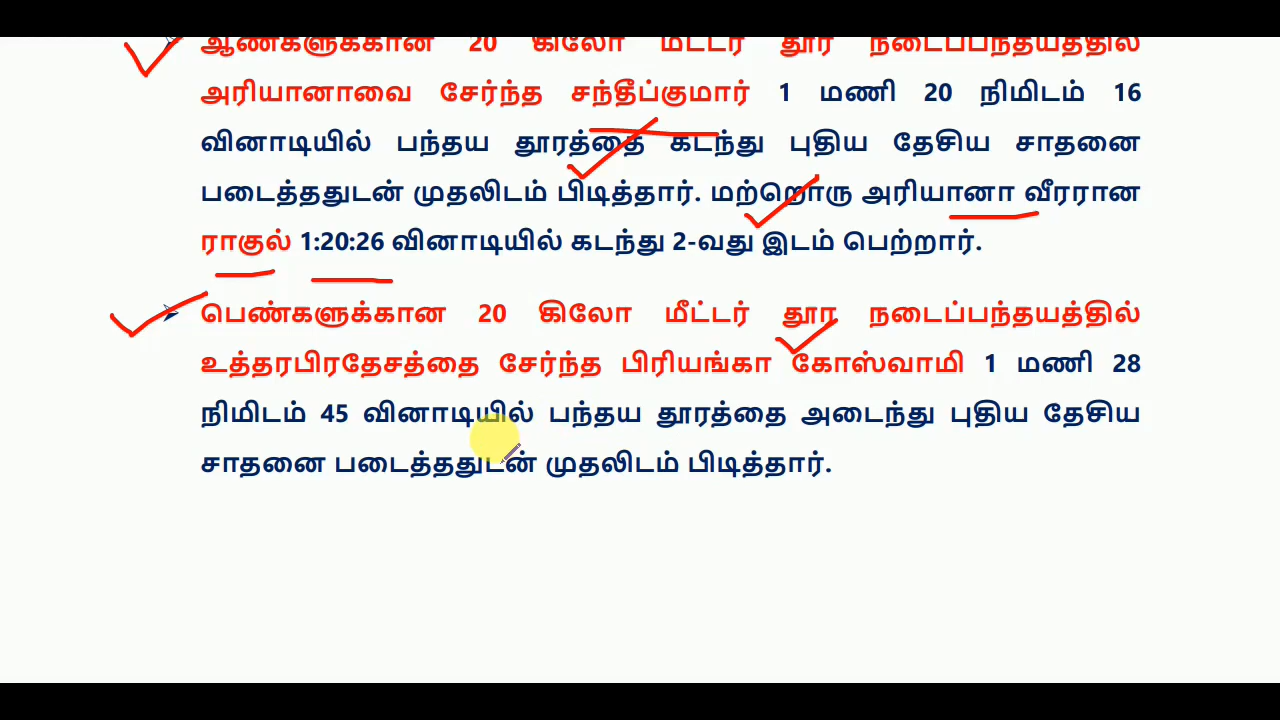 ஆண்களுக்கான 20 கிலோ மீட்டர் தூர நடைப்பந்தயத்தில்
அரியானாவை சேர்ந்த சந்தீப்குமார் 1 மணி 20 நிமிடம் 16
வினாடியில் பந்தய தூரத்தை கடந்து புதிய தேசிய சாதனை
படைத்ததுடன் முதலிடம் பிடித்தார். மற்றொரு அரியானா வீரரான
ராகுல் 1:20:26 வினாடியில் கடந்து 2-வது இடம் பெற்றார்.
பெண்களுக்கான 20 கிலோ மீட்டர் தூர நடைப்பந்தயத்தில்
உத்தரபிரதேசத்தை சேர்ந்த பிரியங்கா கோஸ்வாமி 1 மணி 28
நிமிடம் 45 வினாடியில் பந்தய தூரத்தை அடைந்து புதிய தேசிய
சாதனை படைத்ததுடன் முதலிடம் பிடித்தார்.